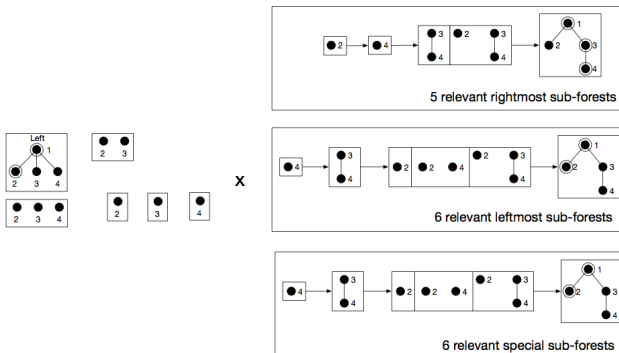 Left
1
2 3 4
2 3
2 3 4
2 3 4
X
2 4 3 4 2 3 4 1 2 3 4
5 relevant rightmost sub-forests
4 3 4 2 2 4 2 3 4 1 2 3 4
6 relevant leftmost sub-forests
4 3 4 2 2 4 2 3 4 1 2 3 4
6 relevant special sub-forests